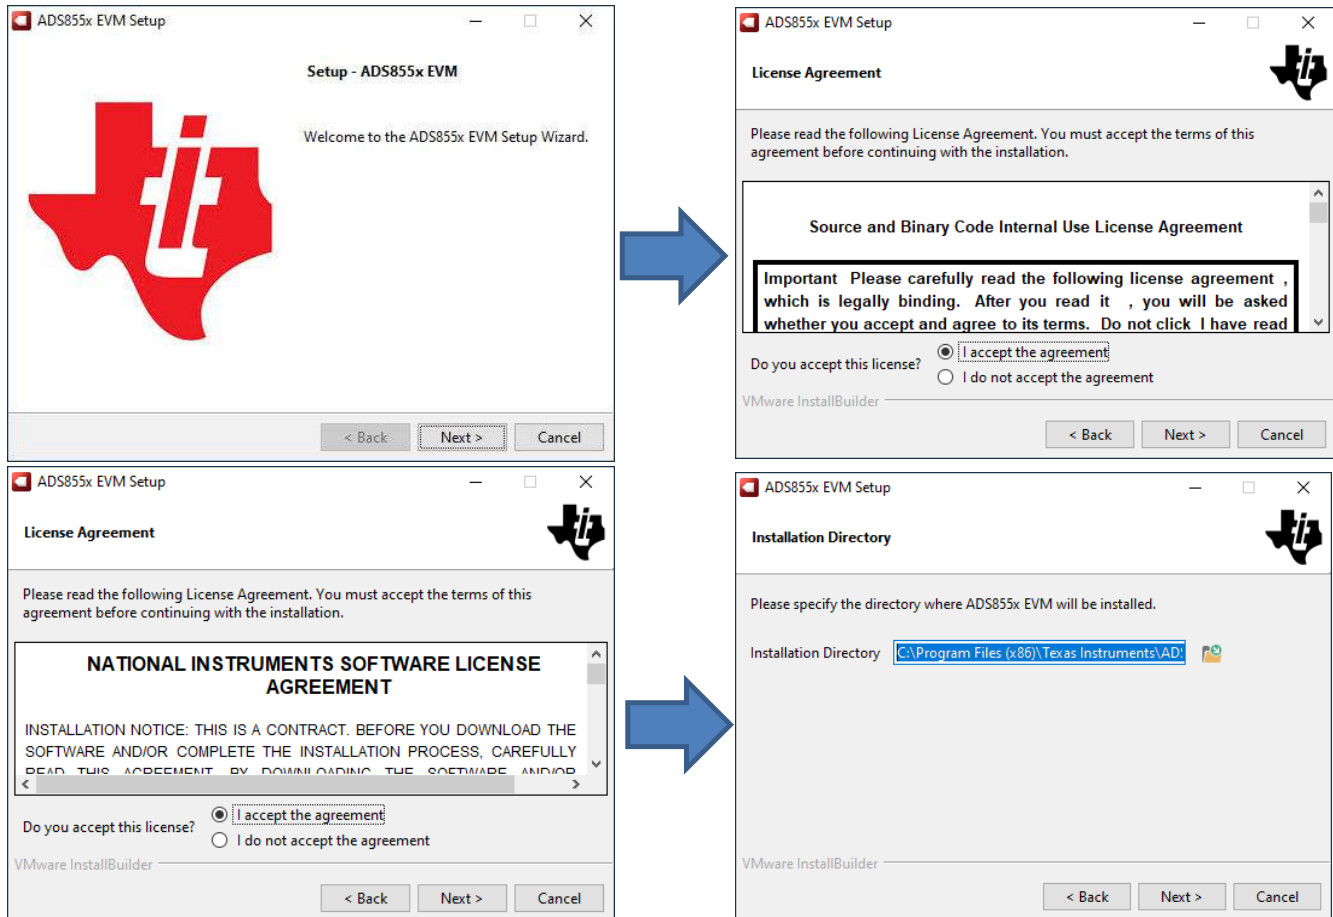 ADS855x EVM Setup
Setup - ADS855x EVM
Welcome to the ADS855x EVM Setup Wizard.
< Back
Next >
Cancel
ADS855x EVM Setup
License Agreement
Please read the following License Agreement. You must accept the terms of this
agreement before continuing with the installation.
Source and Binary Code Internal Use License Agreement
Important Please carefully read the following license agreement ,
which is legally binding. After you read it , you will be asked
whether you accept and agree to its terms. Do not click I have read
Do you accept this license?
I accept the agreement
I do not accept the agreement
VMware InstallBuilder
< Back
Next >
Cancel
ADS855x EVM Setup
License Agreement
Please read the following License Agreement. You must accept the terms of this
agreement before continuing with the installation.
NATIONAL INSTRUMENTS SOFTWARE LICENSE
AGREEMENT
INSTALLATION NOTICE: THIS IS A CONTRACT. BEFORE YOU DOWNLOAD THE
SOFTWARE AND/OR COMPLETE THE INSTALLATION PROCESS, CAREFULLY
READ THIS AGREEMENT. BY DOWNLOADING THE SOFTWARE AND/OR
Do you accept this license?
I accept the agreement
I do not accept the agreement
VMware InstallBuilder
< Back
Next >
Cancel
ADS855x EVM Setup
Installation Directory
Please specify the directory where ADS855x EVM will be installed.
Installation Directory
C:\Program Files (x86)\Texas Instruments\AD
VMware InstallBuilder
< Back
Next >
Cancel